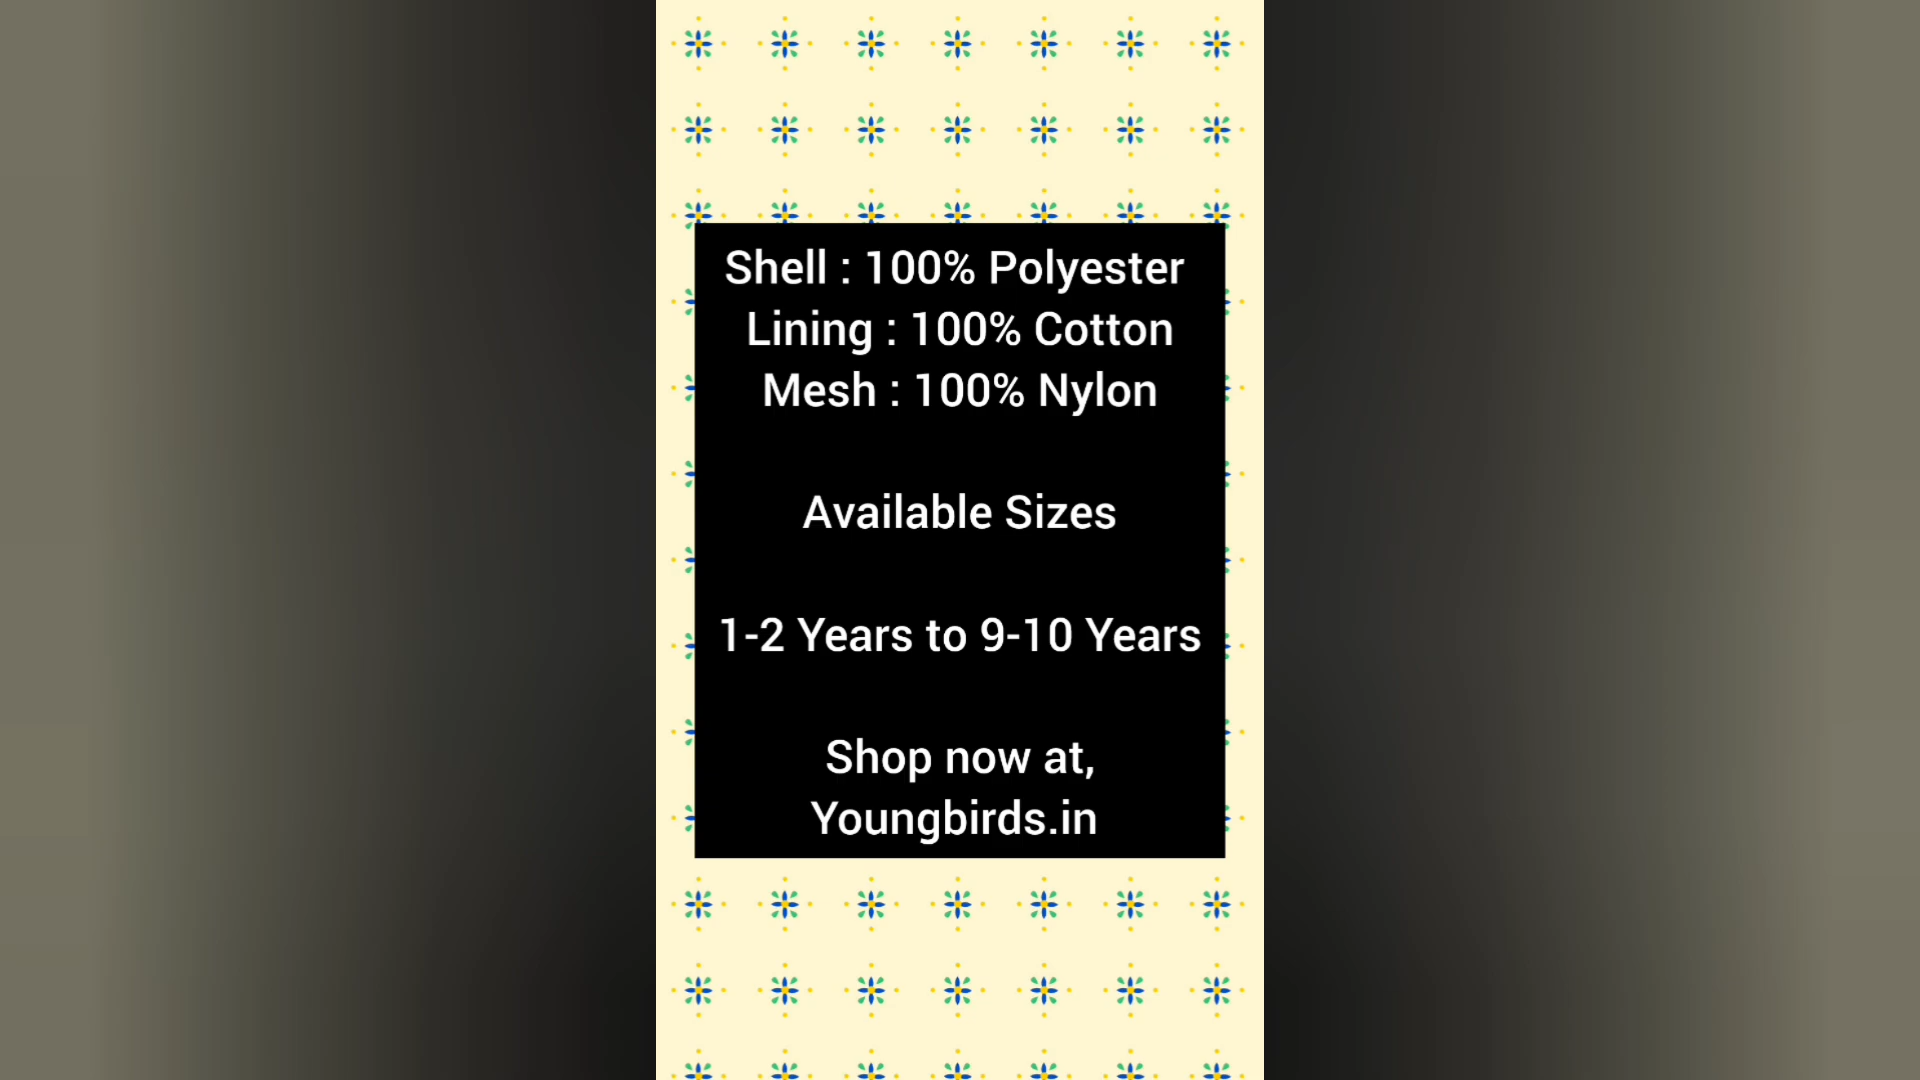 Shell : 100% Polyester
Lining : 100% Cotton
Mesh : 100% Nylon
Available Sizes
1-2 Years to 9-10 Years
Shop now at,
Youngbirds.in